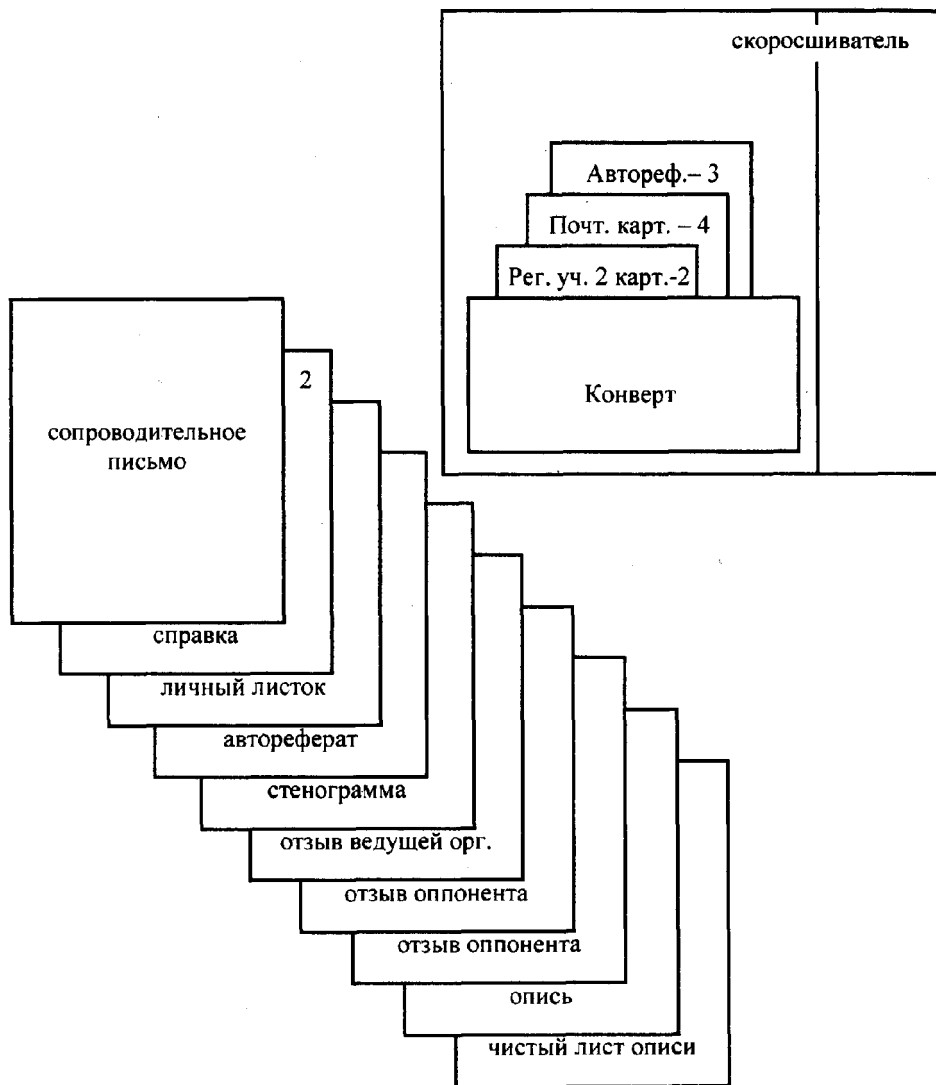 скоросшиватель
Автореф.– 3
Почт. карт. – 4
Рег. уч. 2 карт.-2
Конверт
2
сопроводительное
письмо
справка
личный листок
автореферат
стенограмма
отзыв ведущей орг.
отзыв оппонента
отзыв оппонента
опись
чистый лист описи